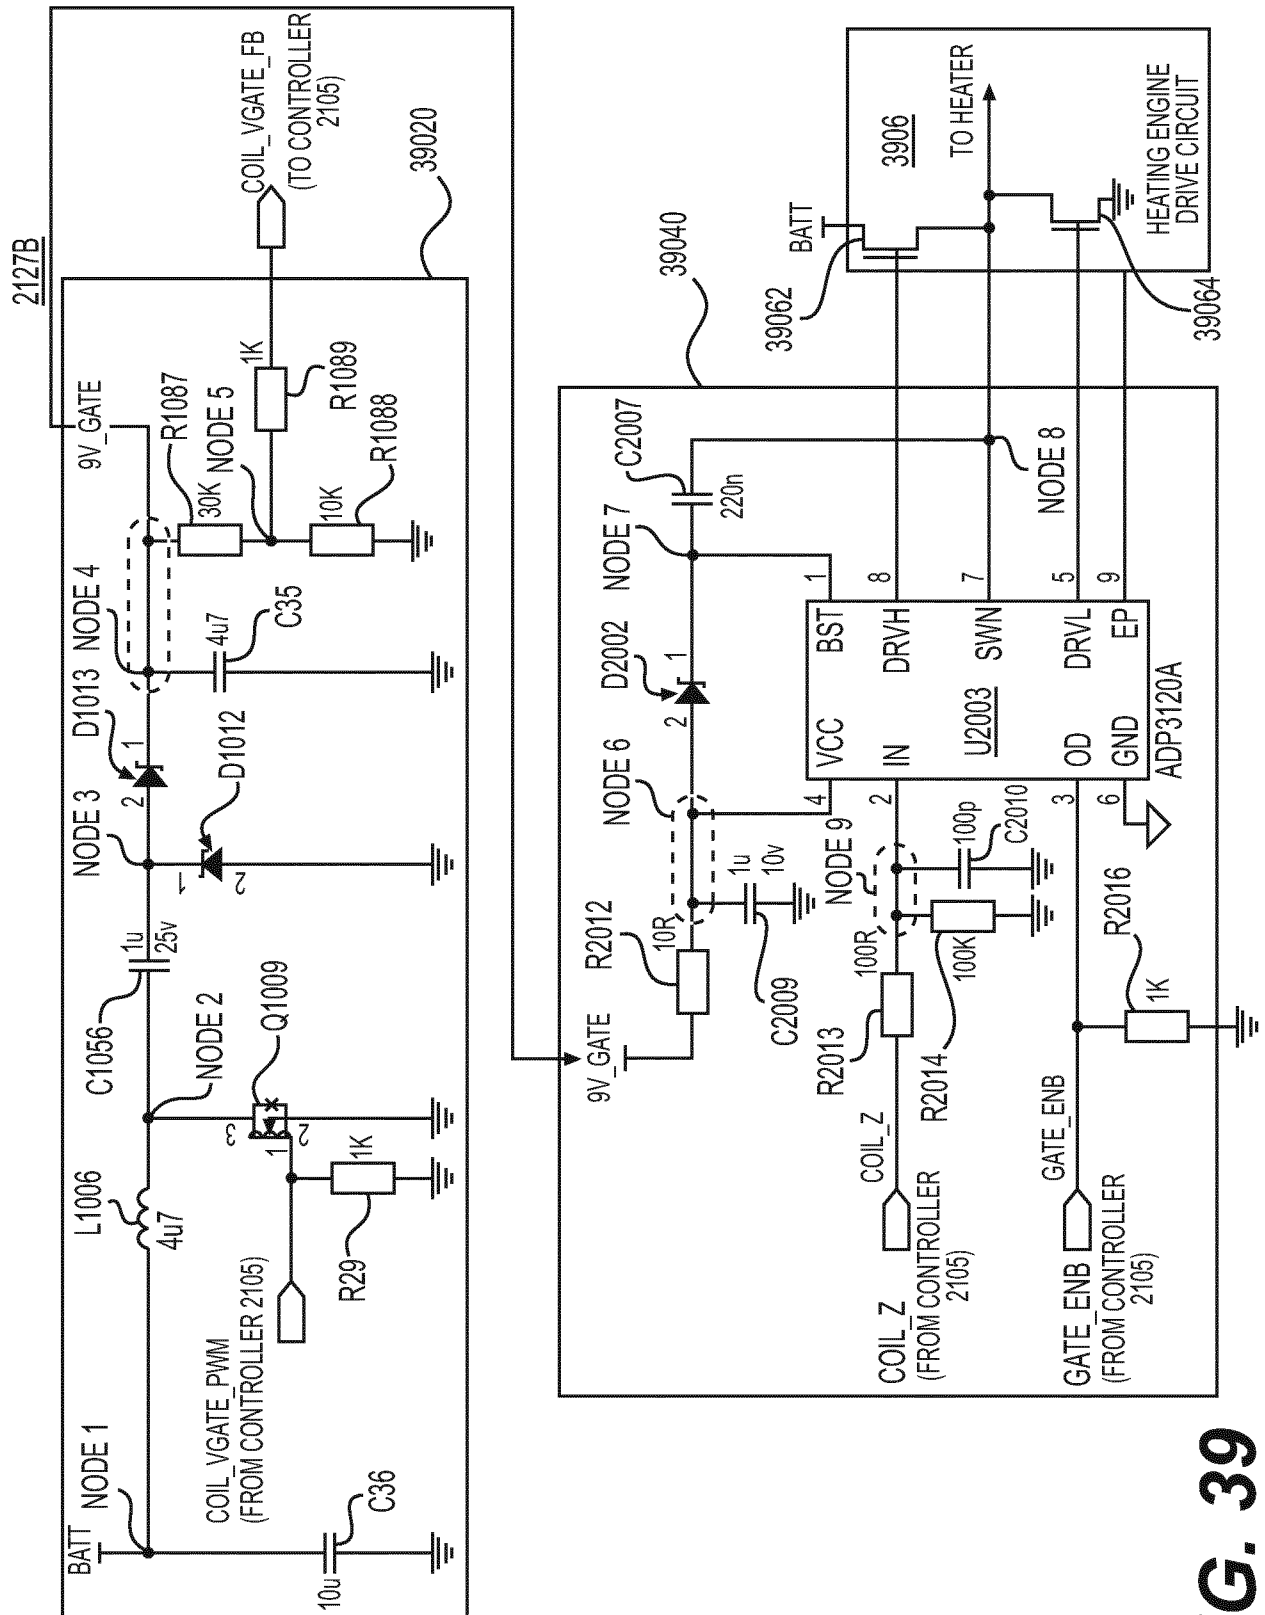 2127B
39020
BATT
NODE 1
10u
C36
COIL_VGATE_PWM
(FROM CONTROLLER 2105)
L1006
4u7
R29
1K
NODE 2
Q1009
3
1
2
C1056
1u
25v
NODE 3
D1012
1
2
D1013
2
1
NODE 4
4u7
C35
9V_GATE
R1087
30K
NODE 5
10K
R1088
1K
R1089
COIL_VGATE_FB
(TO CONTROLLER
2105)
39040
9V_GATE
R2012
10R
C2009
1u
10v
NODE 6
D2002
2
1
NODE 7
C2007
220n
NODE 8
COIL_Z
(FROM CONTROLLER
2105)
COIL_Z
R2013
100R
R2014
100K
NODE 9
100p
C2010
GATE_ENB
(FROM CONTROLLER
2105)
GATE_ENB
R2016
1K
4
2
3
6
VCC
IN
OD
GND
U2003
BST
DRVH
SWN
DRVL
EP
1
8
7
5
9
ADP3120A
39062
39064
BATT
3906
TO HEATER
HEATING ENGINE
DRIVE CIRCUIT
G. 39